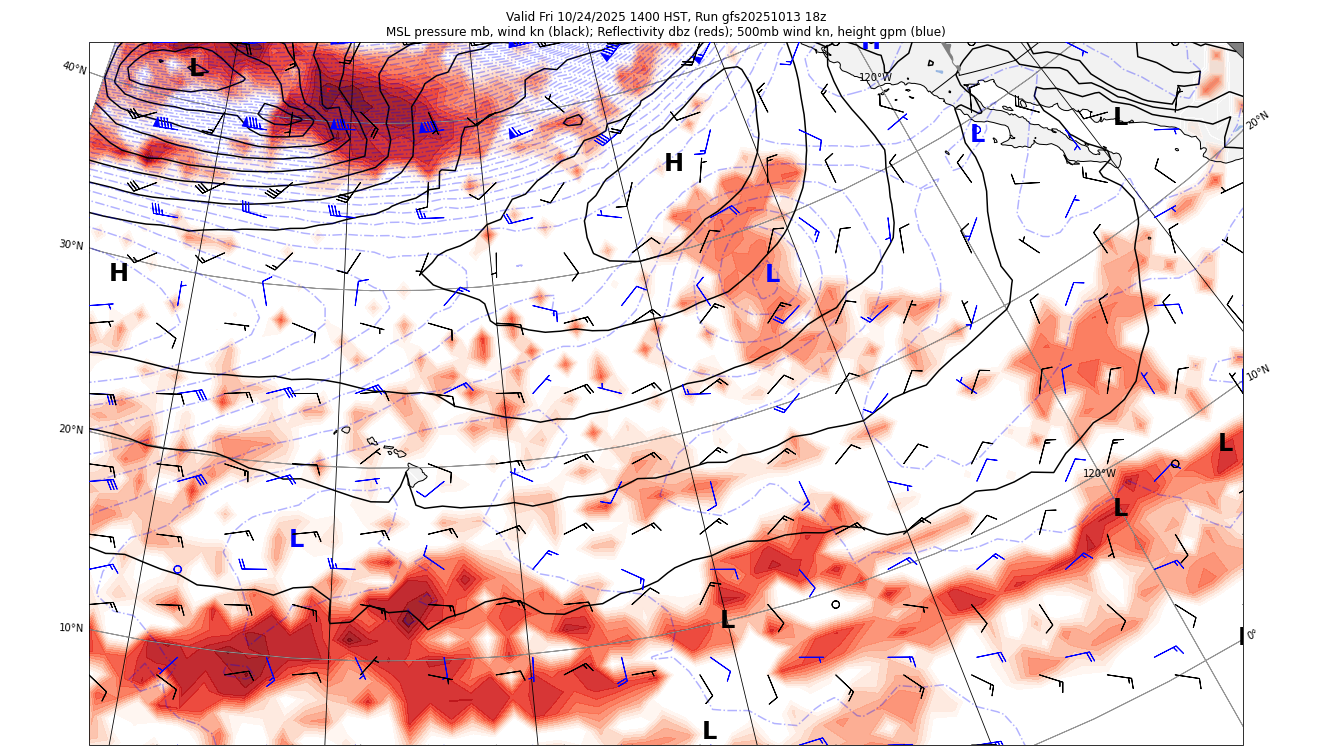 Valid Fri 10/24/2025 1400 HST, Run gfs20251013 18z
MSL pressure mb, wind kn (black); Reflectivity dbz (reds); 500mb wind kn, height gpm (blue)
H
40°N
L
120°W
L
20°N
L
H
30°N
H
L
10°N
20°N
L
120°W
L
L
10°N
L
0°
L